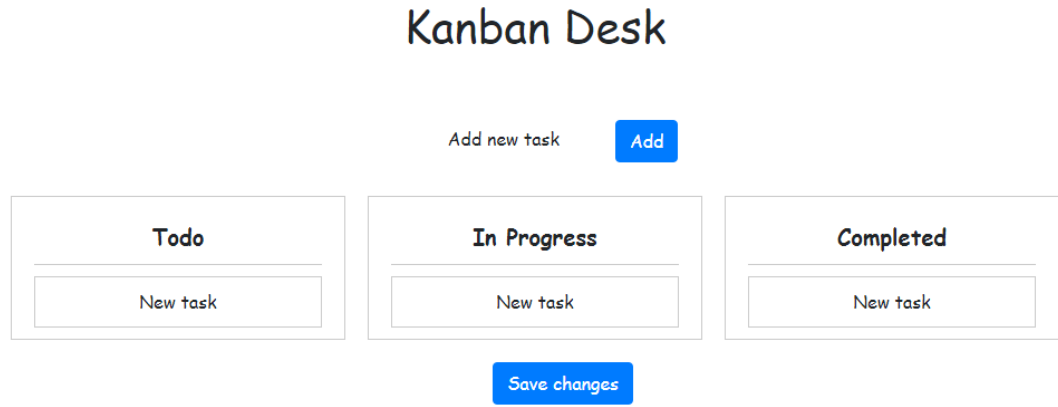 Kanban Desk
Add new task Add
Todo In Progress Completed
New task New task New task
Save changes